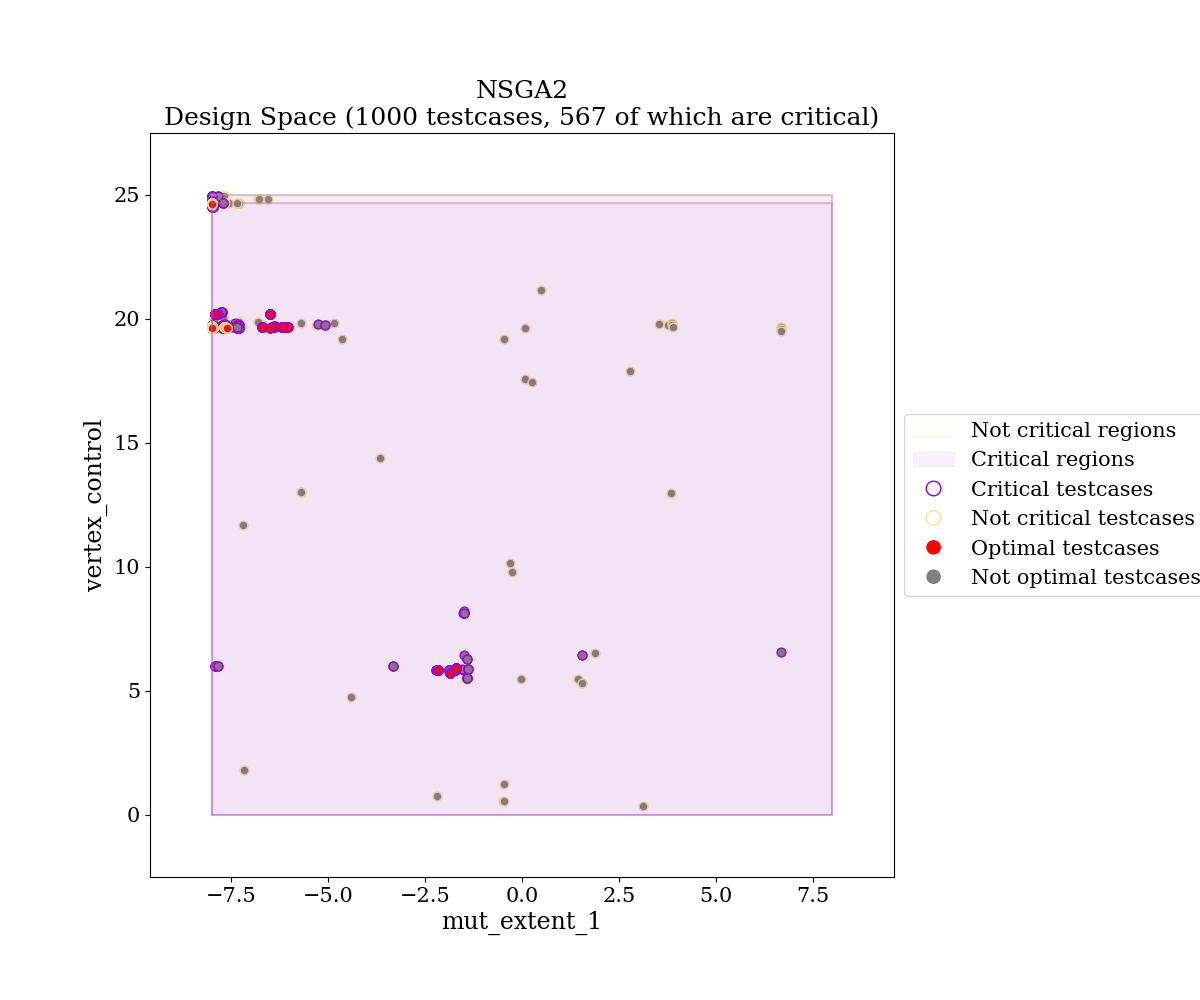 NSGA2
Design Space (1000 testcases, 567 of which are critical)
25
20
15
10
5
0
vertex_control
−7.5
−5.0
−2.5
0.0
2.5
5.0
7.5
mut_extent_1
Not critical regions
Critical regions
Critical testcases
Not critical testcases
Optimal testcases
Not optimal testcases